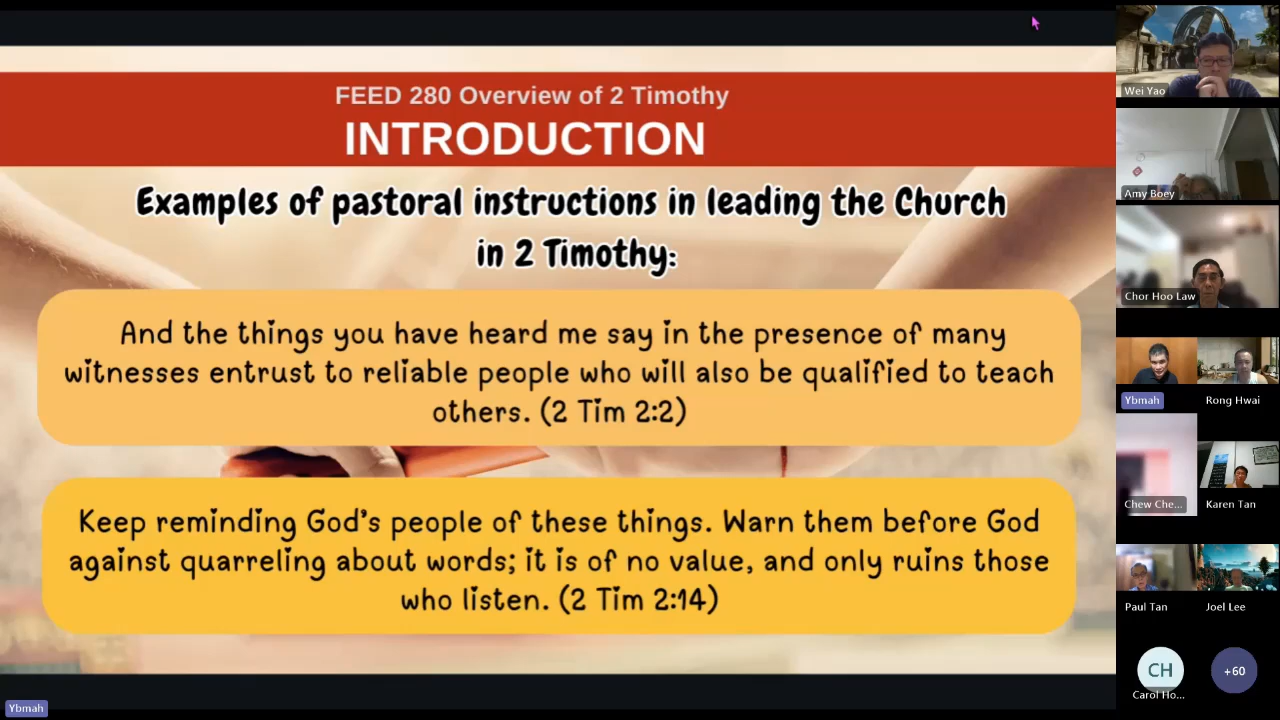 FEED 280 Overview of 2 Timothy
INTRODUCTION
Examples of pastoral instructions in leading the Church
in 2 Timothy:
And the things you have heard me say in the presence of many
witnesses entrust to reliable people who will also be qualified to teach
others. (2 Tim 2:2)
Keep reminding God's people of these things. Warn them before God
against quarreling about words; it is of no value, and only ruins those
who listen. (2 Tim 2:14)
Ybmah
Wei Yao
Amy Boey
Chor Hoo Law
Ybmah
Rong Hwai
Chew Che...
Karen Tan
Paul Tan
Joel Lee
CH
Carol Ho...
+60